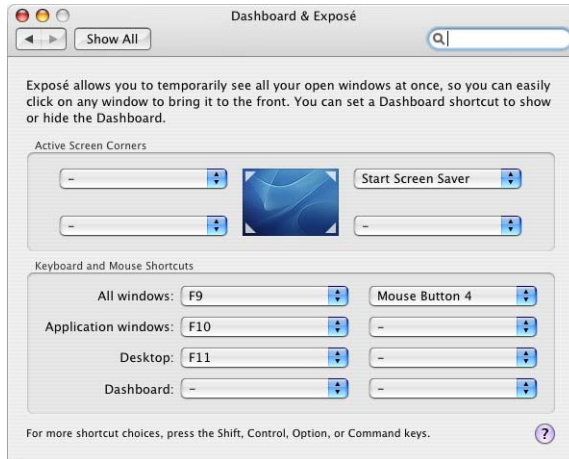 Dashboard & Exposé
Show All
Exposé allows you to temporarily see all your open windows at once, so you can easily
click on any window to bring it to the front. You can set a Dashboard shortcut to show
or hide the Dashboard.
Active Screen Corners
– Start Screen Saver
– –
Keyboard and Mouse Shortcuts
All windows: F9 Mouse Button 4
Application windows: F10 –
Desktop: F11 –
Dashboard: – –
For more shortcut choices, press the Shift, Control, Option, or Command keys. ?